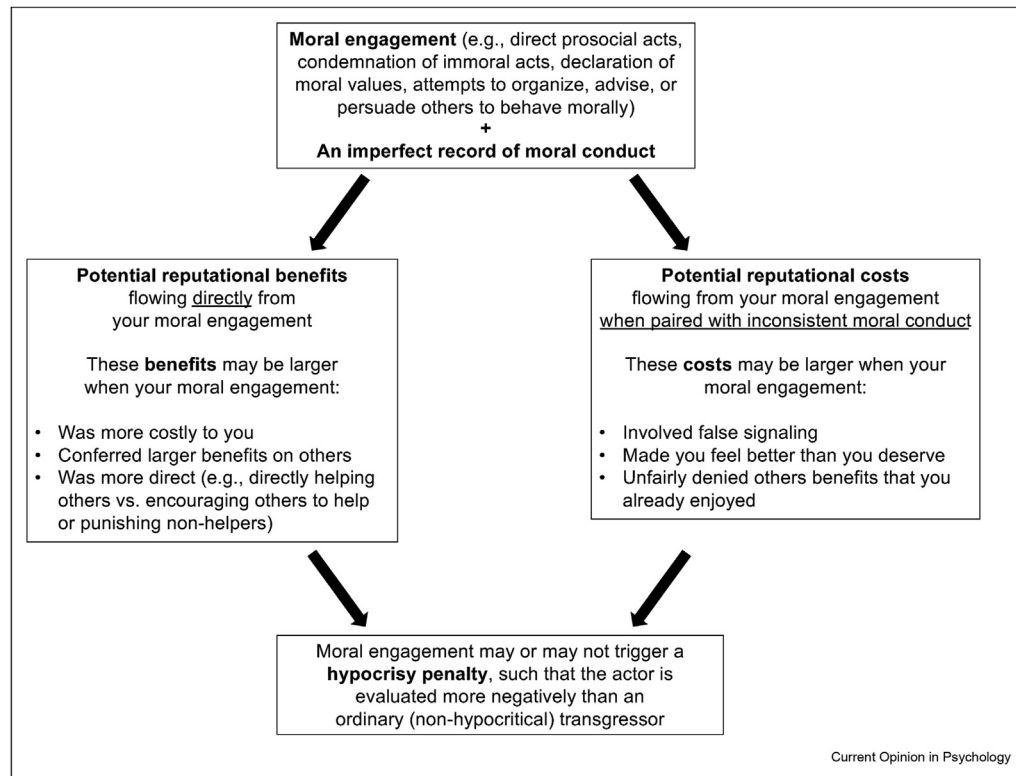 Moral engagement (e.g., direct prosocial acts,
condemnation of immoral acts, declaration of
moral values, attempts to organize, advise, or
persuade others to behave morally)
+
An imperfect record of moral conduct
Potential reputational benefits
flowing directly from
your moral engagement
These benefits may be larger
when your moral engagement:
• Was more costly to you
• Conferred larger benefits on others
• Was more direct (e.g., directly helping
others vs. encouraging others to help
or punishing non-helpers)
Potential reputational costs
flowing from your moral engagement
when paired with inconsistent moral conduct
These costs may be larger when your
moral engagement:
• Involved false signaling
• Made you feel better than you deserve
• Unfairly denied others benefits that you
already enjoyed
Moral engagement may or may not trigger a
hypocrisy penalty, such that the actor is
evaluated more negatively than an
ordinary (non-hypocritical) transgressor
Current Opinion in Psychology